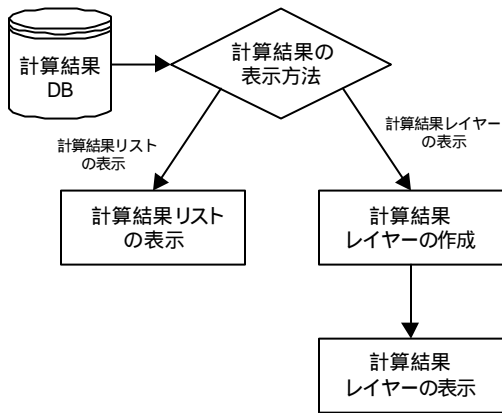 計算結果
DB
計算結果の
表示方法
計算結果リスト
の表示
計算結果レイヤー
の表示
計算結果リスト
の表示
計算結果
レイヤーの作成
計算結果
レイヤーの表示